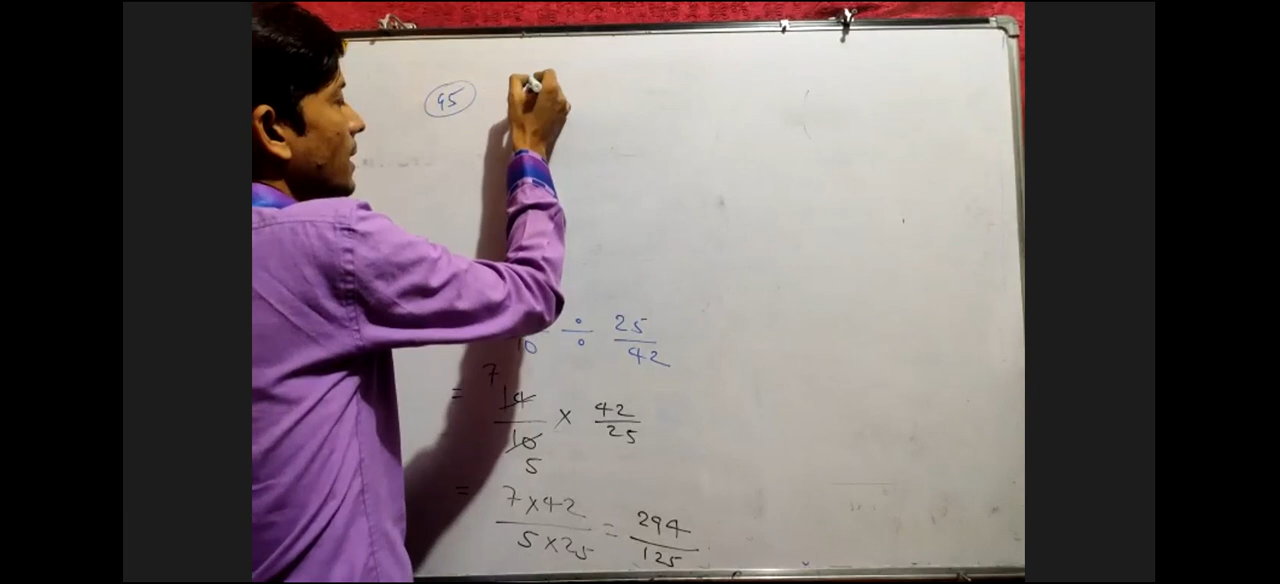 45
10 ÷ 25/42
= 7 14/10 5 × 42/25
= 7×42/5×25 = 294/125